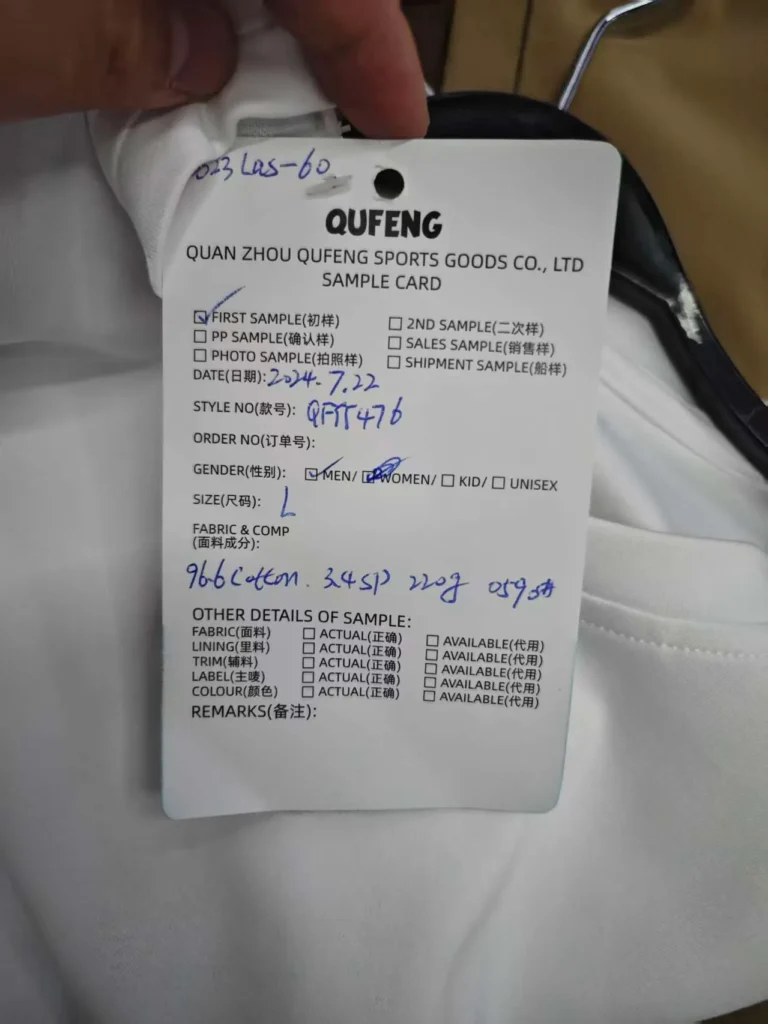 023Las-60
QUFENG
QUAN ZHOU QUFENG SPORTS GOODS CO., LTD
SAMPLE CARD
☑ FIRST SAMPLE(初样) ☐ 2ND SAMPLE(二次样)
☐ PP SAMPLE(确认样) ☐ SALES SAMPLE(销售样)
☐ PHOTO SAMPLE(拍照样) ☐ SHIPMENT SAMPLE(船样)
DATE(日期): 2024.7.22
STYLE NO(款号):
ORDER NO(订单号):
GENDER(性别): ☑ MEN/ ☐ WOMEN/ ☐ KID/ ☐ UNISEX
SIZE(尺码): L
FABRIC & COMP
(面料成分):
96.6 Cotton. 3.4SP 220g 059#
OTHER DETAILS OF SAMPLE:
FABRIC(面料) ☐ ACTUAL(正确) ☐ AVAILABLE(代用)
LINING(里料) ☐ ACTUAL(正确) ☐ AVAILABLE(代用)
TRIM(辅料) ☐ ACTUAL(正确) ☐ AVAILABLE(代用)
LABEL(主唛) ☐ ACTUAL(正确) ☐ AVAILABLE(代用)
COLOUR(颜色) ☐ ACTUAL(正确) ☐ AVAILABLE(代用)
REMARKS(备注):